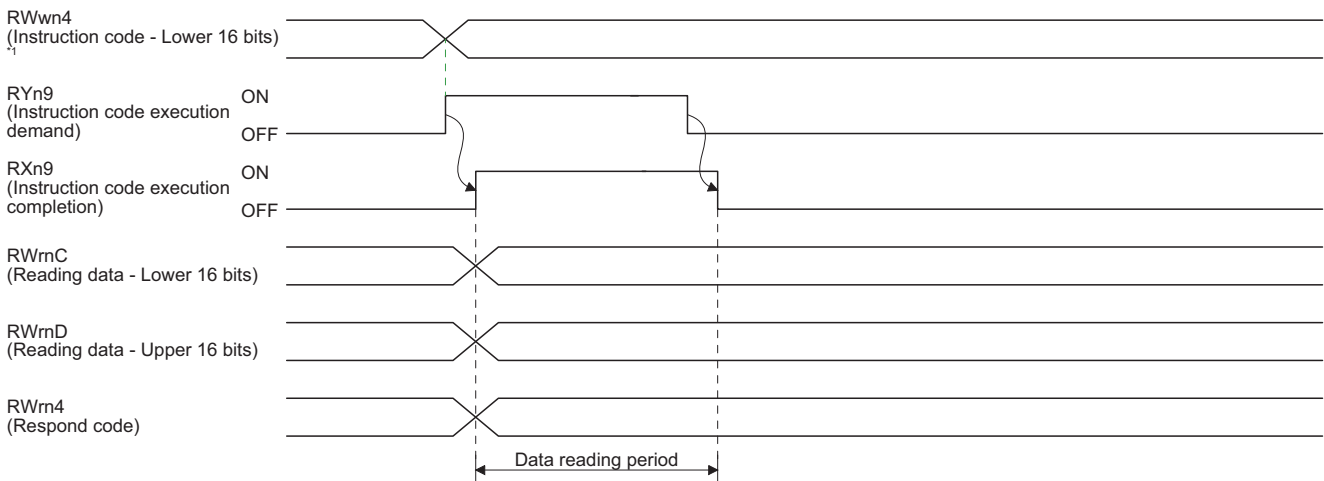 RWwn4
(Instruction code - Lower 16 bits)
*1
RYn9
(Instruction code execution
demand)
ON
OFF
RXn9
(Instruction code execution
completion)
ON
OFF
RWrnC
(Reading data - Lower 16 bits)
RWrnD
(Reading data - Upper 16 bits)
RWrn4
(Respond code)
Data reading period